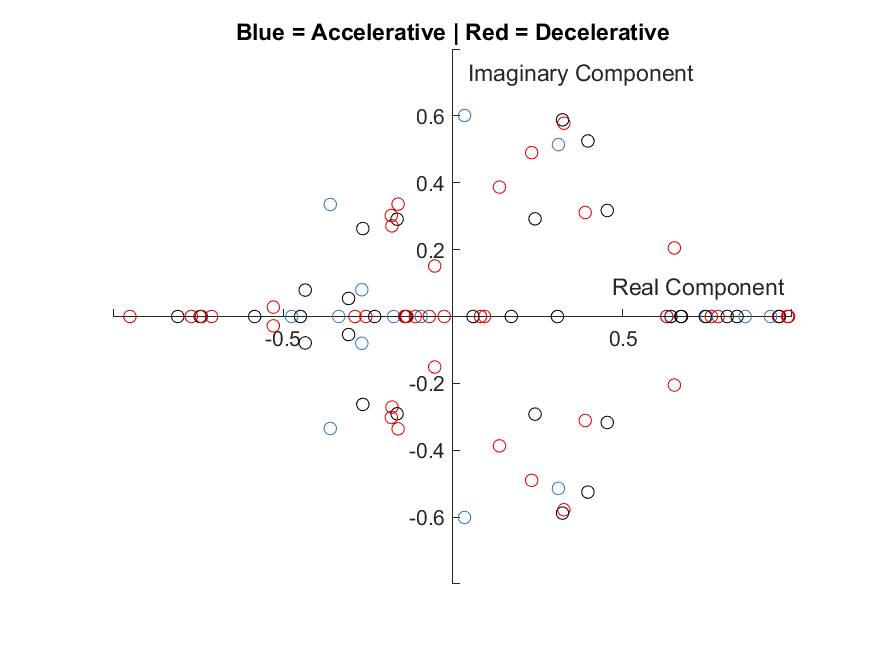 Blue = Accelerative | Red = Decelerative
Imaginary Component
0.6
0.4
0.2
Real Component
-0.5
0.5
-0.2
-0.4
-0.6